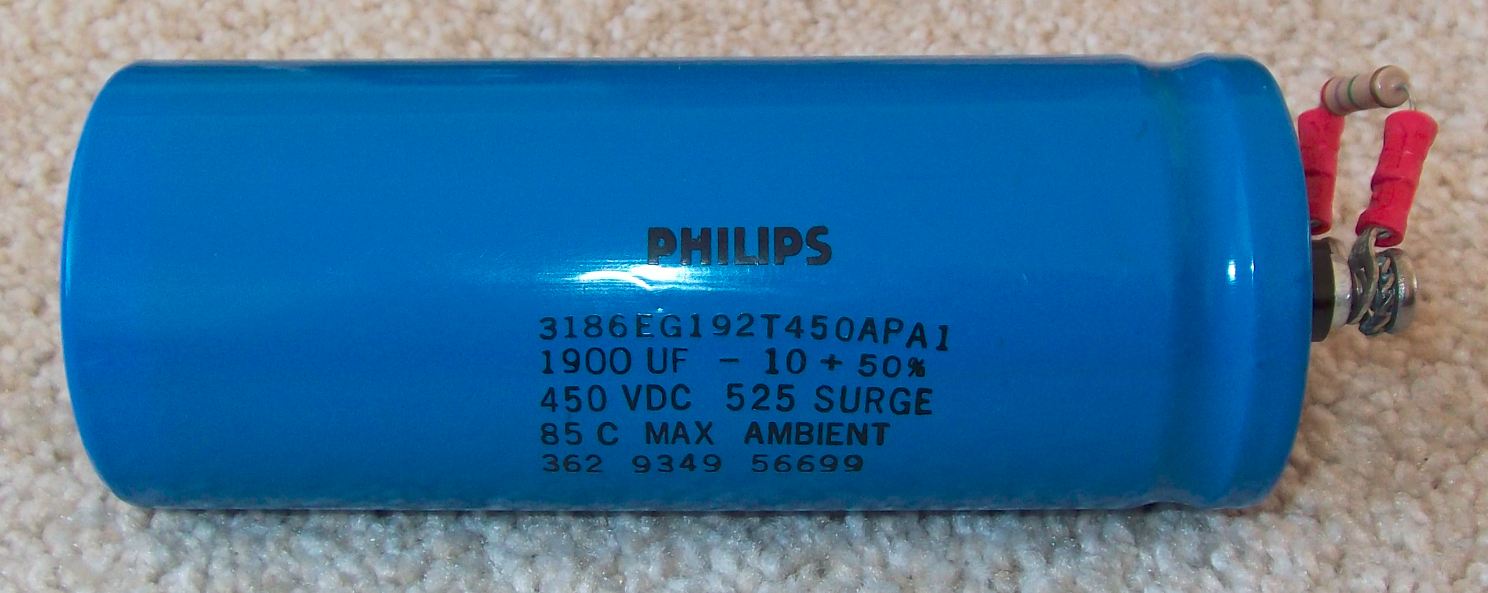 PHILIPS
3186EG192T450APA1
1900 UF - 10 + 50%
450 VDC 525 SURGE
85 C MAX AMBIENT
362 9349 56699